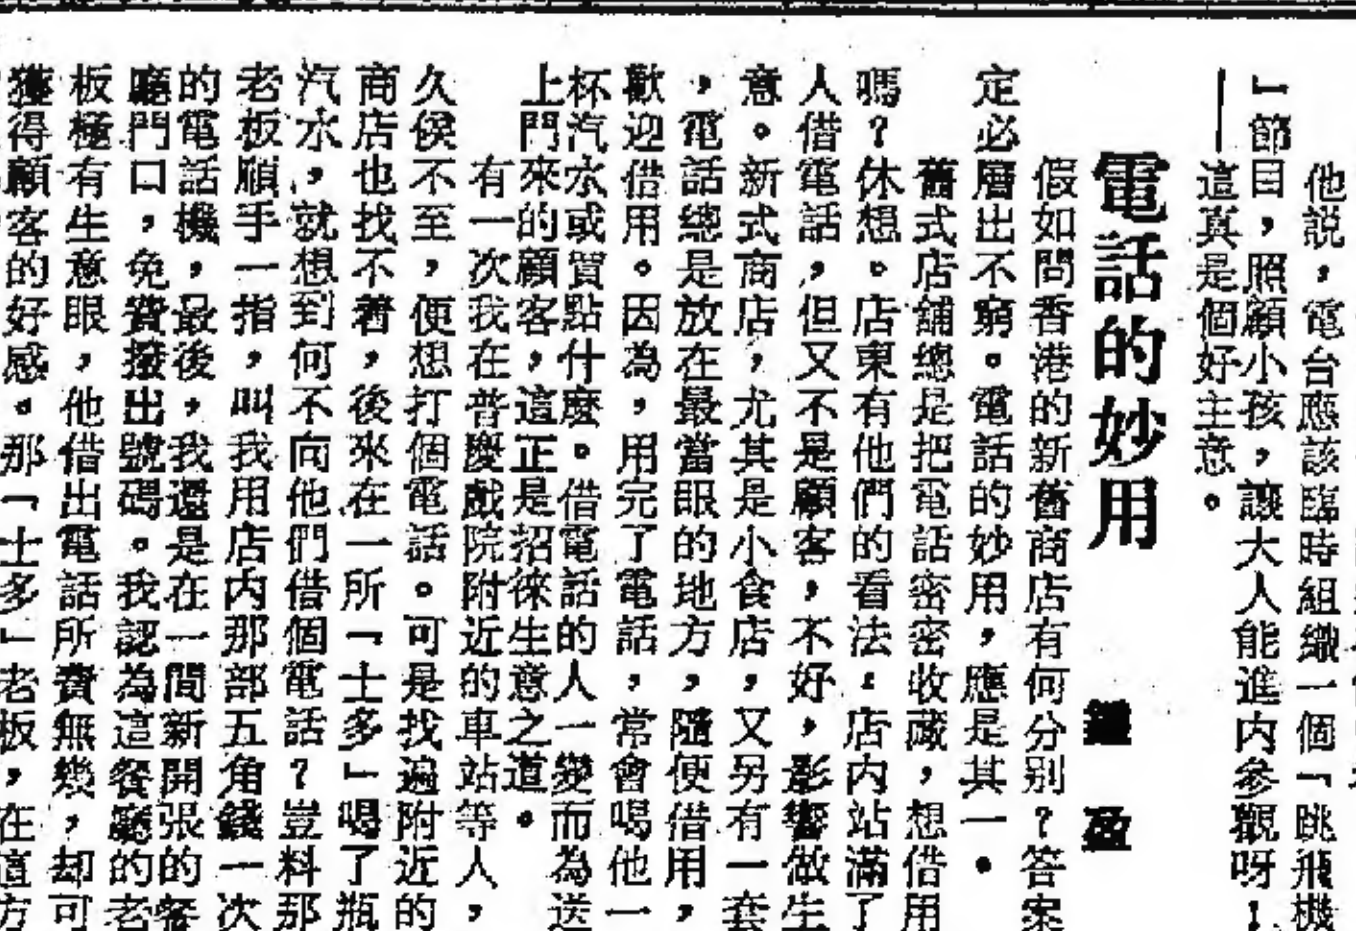 他說，電台應該臨時組織一個「跳飛機
」節目，照顧小孩，讓大人能進內參觀呀！
——這真是個好主意。
電話的妙用
盈
假如問香港的新舊商店有何分别？答案
定必層出不窮。電話的妙用，應是其一。
舊式店舖總是把電話密密收藏，想借用
嗎？休想。店東有他們的看法：店內站滿了
人借電話，但又不是顧客，不好，影響做生
意。新式商店，尤其是小食店，又另有一套
，電話總是放在最當眼的地方，隨便借用，
歡迎借用。因為，用完了電話，常會喝他一
杯汽水或買點什麼。借電話的人一變而為送
上門來的顧客，這正是招徠生意之道。
有一次我在普慶戲院附近的車站等人，
久候不至，便想打個電話。可是找遍附近的
商店也找不着，後來在一所「士多」喝了瓶
汽水，就想到何不向他們借個電話？豈料那
老板順手一指，叫我用店内那部五角錢一次
的電話機，最後，我還是在一間新開張的餐
廳門口，免費撥出號碼。我認為這餐廳的老
板極有生意眼，他借出電話所費無幾，却可
獲得顧客的好感。那「士多」老板，在這方